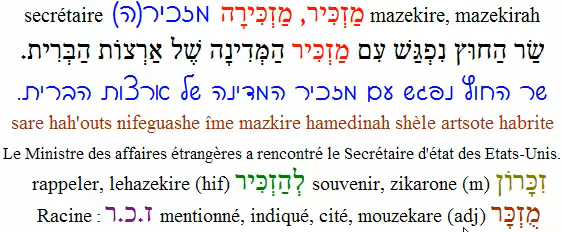 secrétaire מזכיר(ה) מַזְכִּיר, מַזְכִּירָה mazekire, mazekirah
שַׂר הַחוּץ נִפְגַּשׁ עִם מַזְכִּיר הַמְּדִינָה שֶׁל אַרְצוֹת הַבְּרִית.
שר החוץ נפגש עם מזכיר המדינה של ארצות הברית.
sare hah'outs nifeguashe îme mazkire hamedinah shèle artsote habrite
Le Ministre des affaires étrangères a rencontré le Secrétaire d'état des Etats-Unis.
rappeler, lehazekire (hif) לְהַזְכִּיר souvenir, zikarone (m) זִכָּרוֹן
Racine : ז.כ.ר mentionné, indiqué, cité, mouzekare (adj) מֻזְכָּר